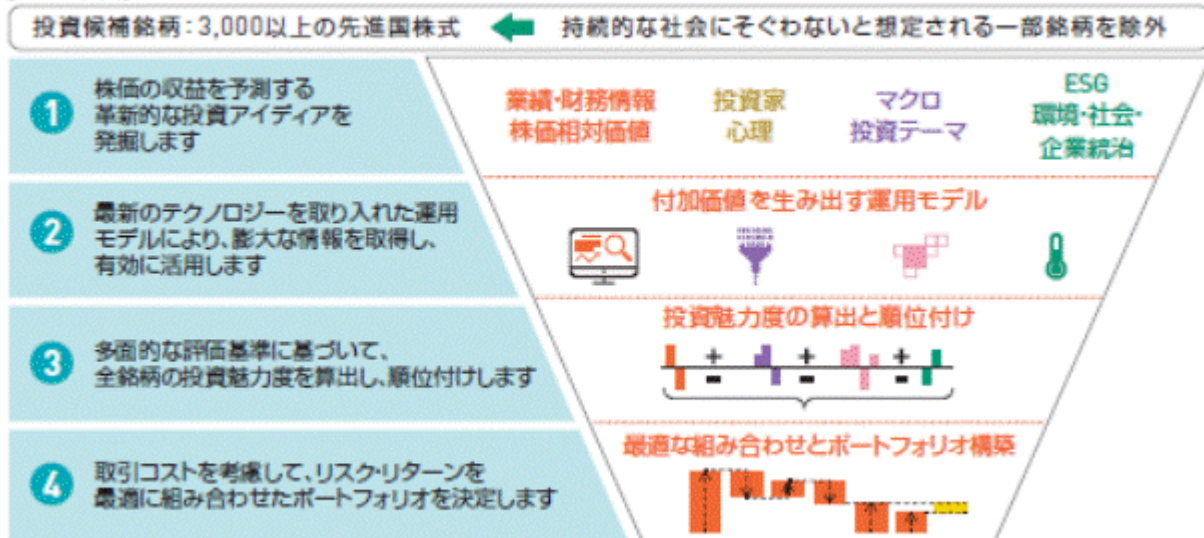 投資候補銘柄：3,000以上の先進国株式
持続的な社会にそぐわないと想定される一部銘柄を除外
1
株価の収益を予測する
革新的な投資アイディアを
発掘します
業績・財務情報
株価相対価値
投資家
心理
マクロ
投資テーマ
ESG
環境・社会・
企業統治
2
最新のテクノロジーを取り入れた運用
モデルにより、膨大な情報を取得し、
有効に活用します
付加価値を生み出す運用モデル
3
多面的な評価基準に基づいて、
全銘柄の投資魅力度を算出し、順位付けします
投資魅力度の算出と順位付け
+ + +
- - -
4
取引コストを考慮して、リスク・リターンを
最適に組み合わせたポートフォリオを決定します
最適な組み合わせとポートフォリオ構築